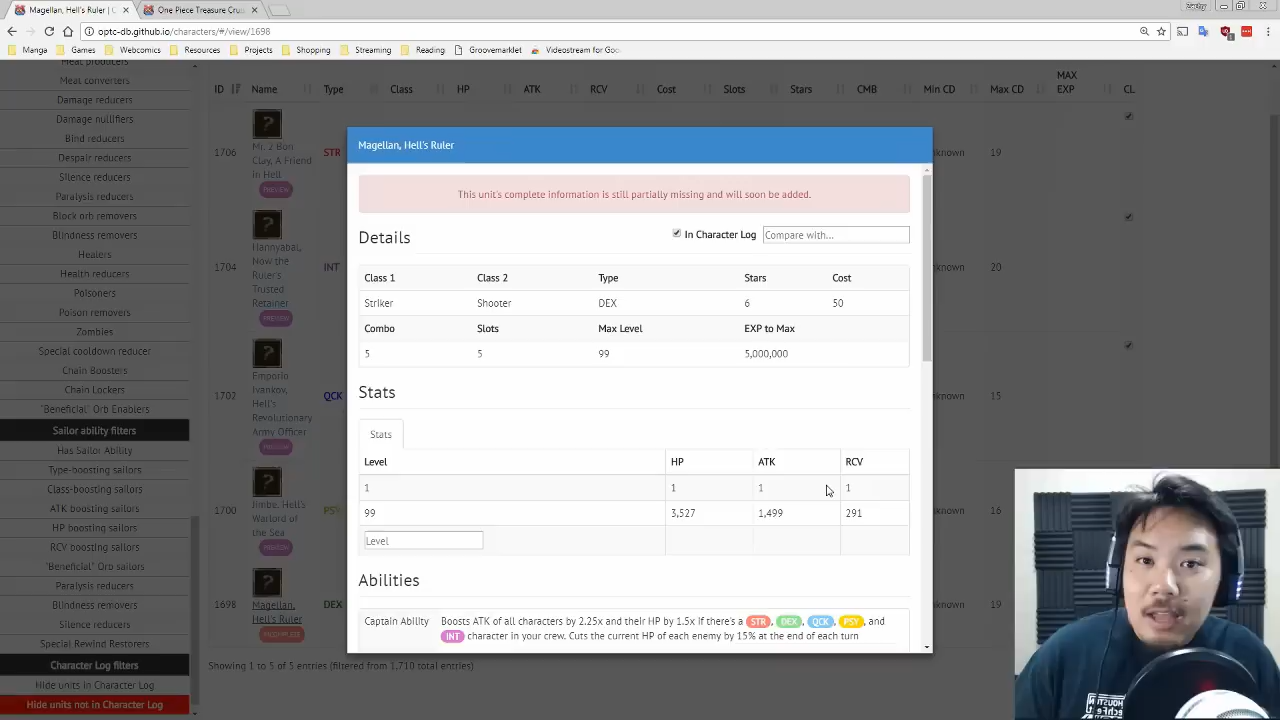 Magellan, Hell's Ruler |
One Piece Treasure Cru
optc-db.github.io/characters/#/view/1698
Manga Games Webcomics Resources Projects Shopping Streaming Reading Groovemarklet Videostream for Goo
Meat producers
Meat converters
Damage reducers
Damage nullifiers
Bind reducers
Despair reducers
Silence reducers
Paralysis reducers
Block orb removers
Blindness removers
Healers
Health reducers
Poisoners
Poison removers
Zombies
Special cooldown reducer
Chain Boosters
Chain Lockers
"Beneficial" Orb Enablers
Sailor ability filters
Has Sailor Ability
Type-boosting sailors
Class-boosting sailors
ATK boosting sailors
HP boosting sailors
RCV boosting sailors
"Beneficial" Orb sailors
Paralysis reducers
Blindness removers
Silence reducers
Special Rewind Restorers
Character Log filters
Hide units in Character Log
Hide units not in Character Log
ID Name Type Class HP ATK RCV Cost Slots Stars CMB Min CD Max CD MAX EXP CL
1706 Mr. 2 Bon Clay, A Friend in Hell STR nknown 19
PREVIEW
1704 Hannyabal, Now the Ruler's Trusted Retainer INT nknown 20
PREVIEW
1702 Emporio Ivankov, Hell's Revolutionary Army Officer QCK nknown 15
PREVIEW
1700 Jimbe, Hell's Warlord of the Sea PSY nknown 16
PREVIEW
1698 Magellan, Hell's Ruler DEX nknown 19
INCOMPLETE
Showing 1 to 5 of 5 entries (filtered from 1,710 total entries)
Magellan, Hell's Ruler
This unit's complete information is still partially missing and will soon be added.
Details
In Character Log
Compare with...
Class 1 Class 2 Type Stars Cost
Striker Shooter DEX 6 50
Combo Slots Max Level EXP to Max
5 5 99 5,000,000
Stats
Stats
Level HP ATK RCV
1 1 1 1
99 3,527 1,499 291
Level
Abilities
Captain Ability Boosts ATK of all characters by 2.25x and their HP by 1.5x if there's a STR, DEX, QCK, PSY, and
INT character in your crew. Cuts the current HP of each enemy by 15% at the end of each turn
HOUSTON